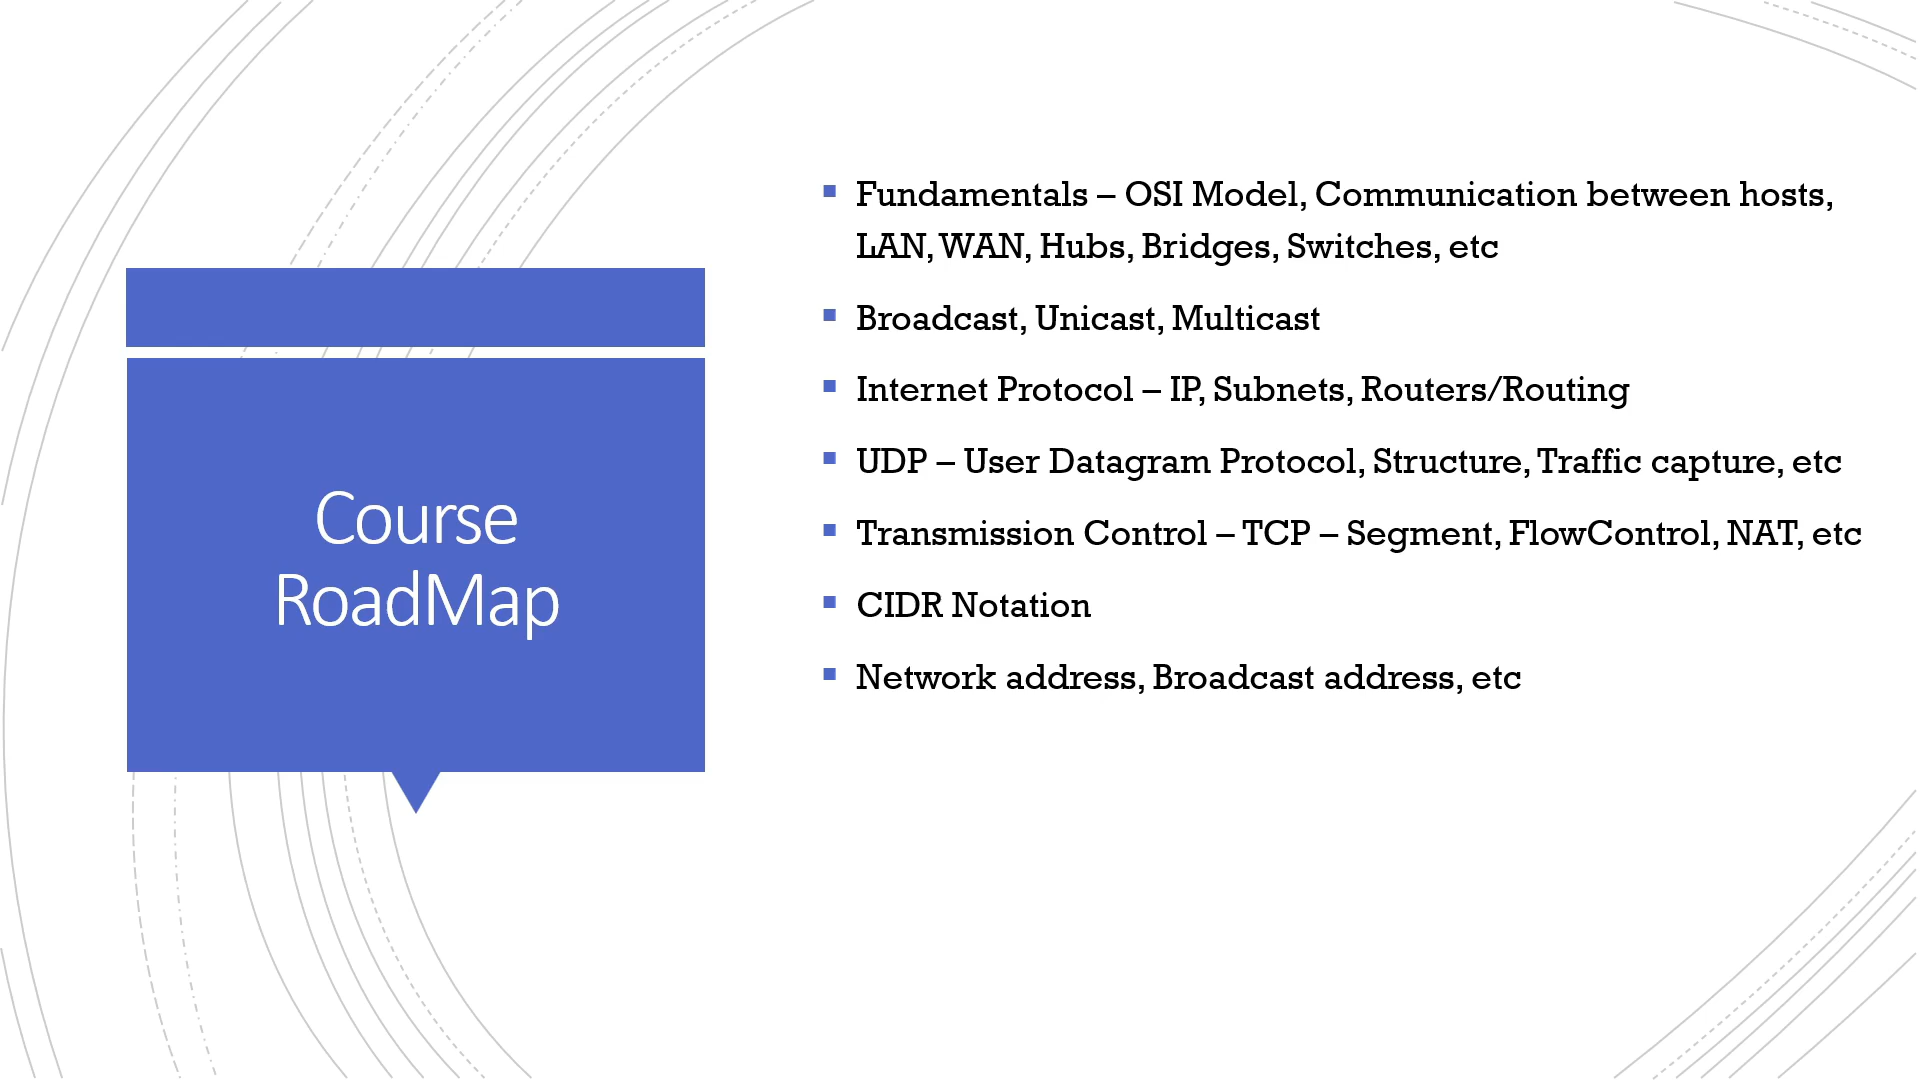 Course
RoadMap
Fundamentals – OSI Model, Communication between hosts,
LAN, WAN, Hubs, Bridges, Switches, etc
Broadcast, Unicast, Multicast
Internet Protocol – IP, Subnets, Routers/Routing
UDP – User Datagram Protocol, Structure, Traffic capture, etc
Transmission Control – TCP – Segment, FlowControl, NAT, etc
CIDR Notation
Network address, Broadcast address, etc